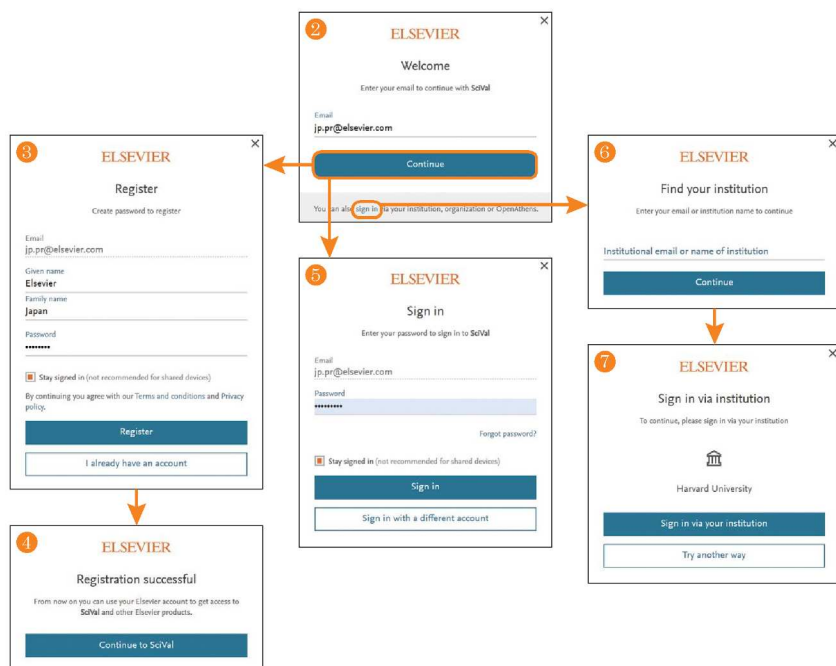 2
ELSEVIER
Welcome
Enter your email to continue with SciVal
Email
jp.pr@elsevier.com
Continue
You can also sign in via your institution, organization or OpenAthens.
3
ELSEVIER
Register
Create password to register
Email
jp.pr@elsevier.com
Given name
Elsevier
Family name
Japan
Password
••••••••
Stay signed in (not recommended for shared devices)
By continuing you agree with our Terms and conditions and Privacy
policy.
Register
I already have an account
4
ELSEVIER
Registration successful
From now on you can use your Elsevier account to get access to
SciVal and other Elsevier products.
Continue to SciVal
5
ELSEVIER
Sign in
Enter your password to sign in to SciVal
Email
jp.pr@elsevier.com
Password
•••••••••
Forgot password?
Stay signed in (not recommended for shared devices)
Sign in
Sign in with a different account
6
ELSEVIER
Find your institution
Enter your email or institution name to continue
Institutional email or name of institution
Continue
7
ELSEVIER
Sign in via institution
To continue, please sign in via your institution
Harvard University
Sign in via your institution
Try another way